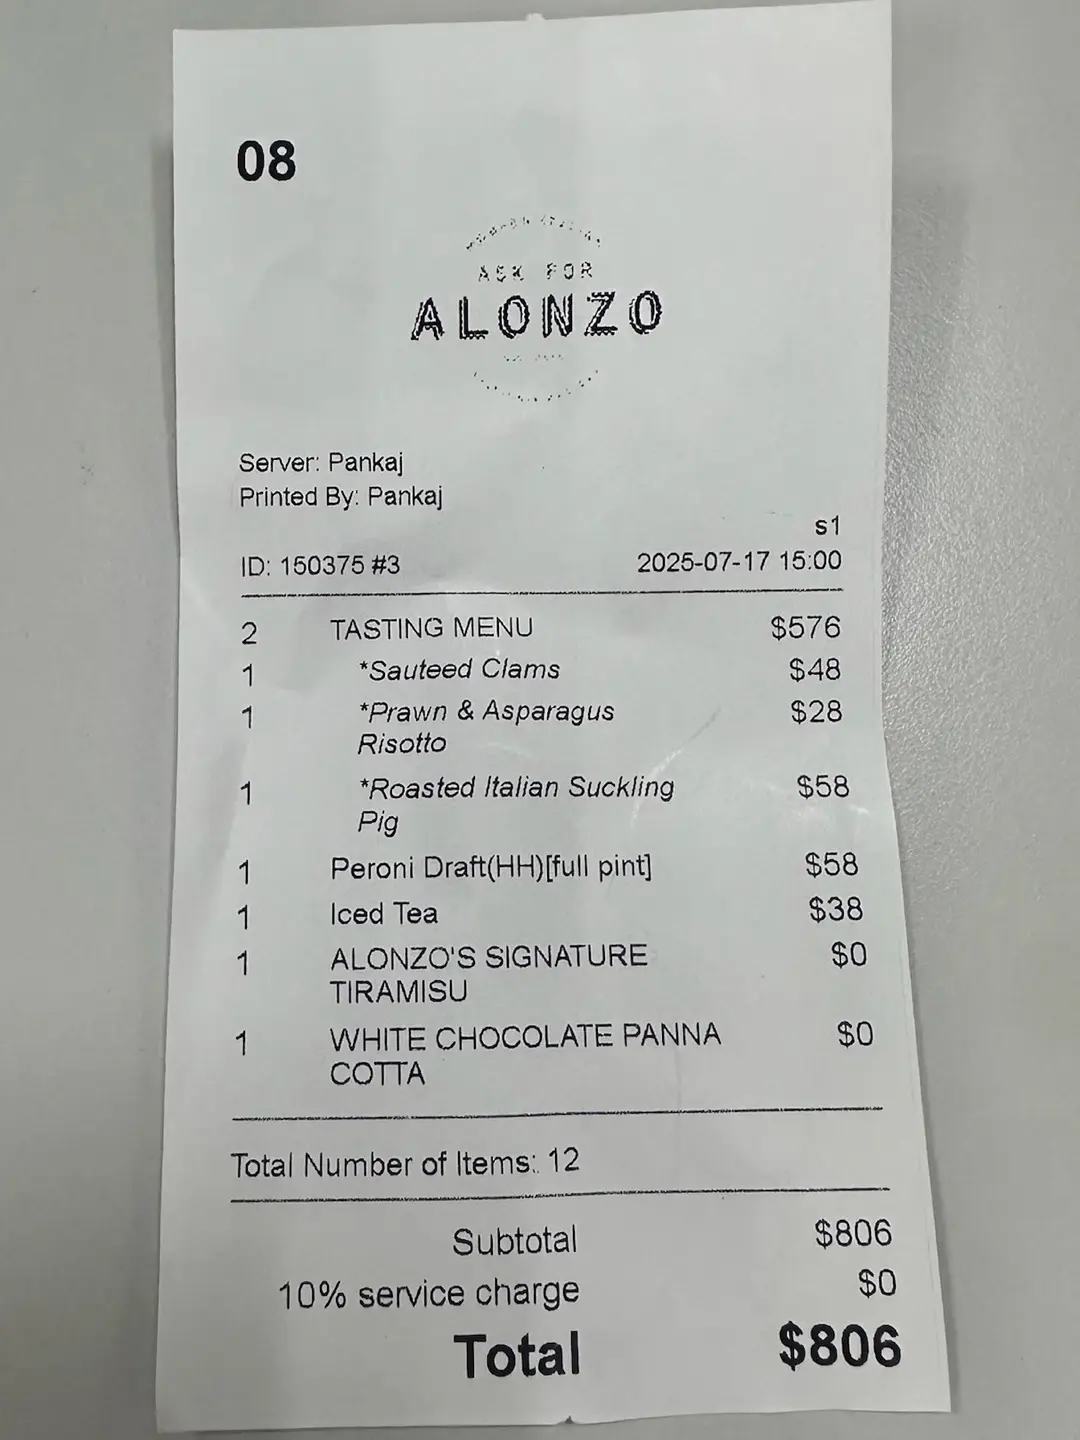 08
ASK FOR
ALONZO
Server: Pankaj
Printed By: Pankaj
s1
ID: 150375 #3 2025-07-17 15:00
2 TASTING MENU $576
1 *Sauteed Clams $48
1 *Prawn & Asparagus $28
Risotto
1 *Roasted Italian Suckling $58
Pig
1 Peroni Draft(HH)[full pint] $58
1 Iced Tea $38
1 ALONZO'S SIGNATURE $0
TIRAMISU
1 WHITE CHOCOLATE PANNA $0
COTTA
Total Number of Items: 12
Subtotal $806
10% service charge $0
Total $806